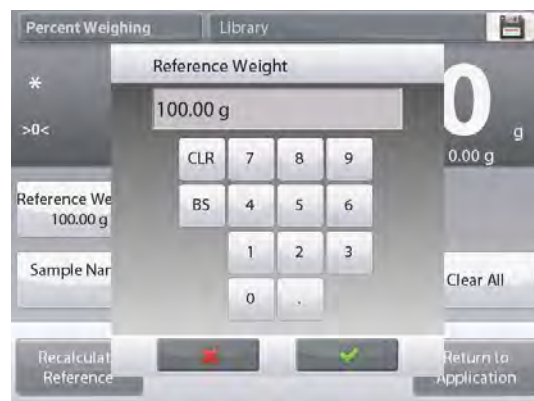 Percent Weighing
Library
Reference Weight
*
100.00 g
0
>0<
g
0.00 g
CLR 7 8 9
Reference We
100.00 g
BS 4 5 6
1 2 3
Sample Nar
Clear All
0 .
Recalculat
Reference
Return to
Application